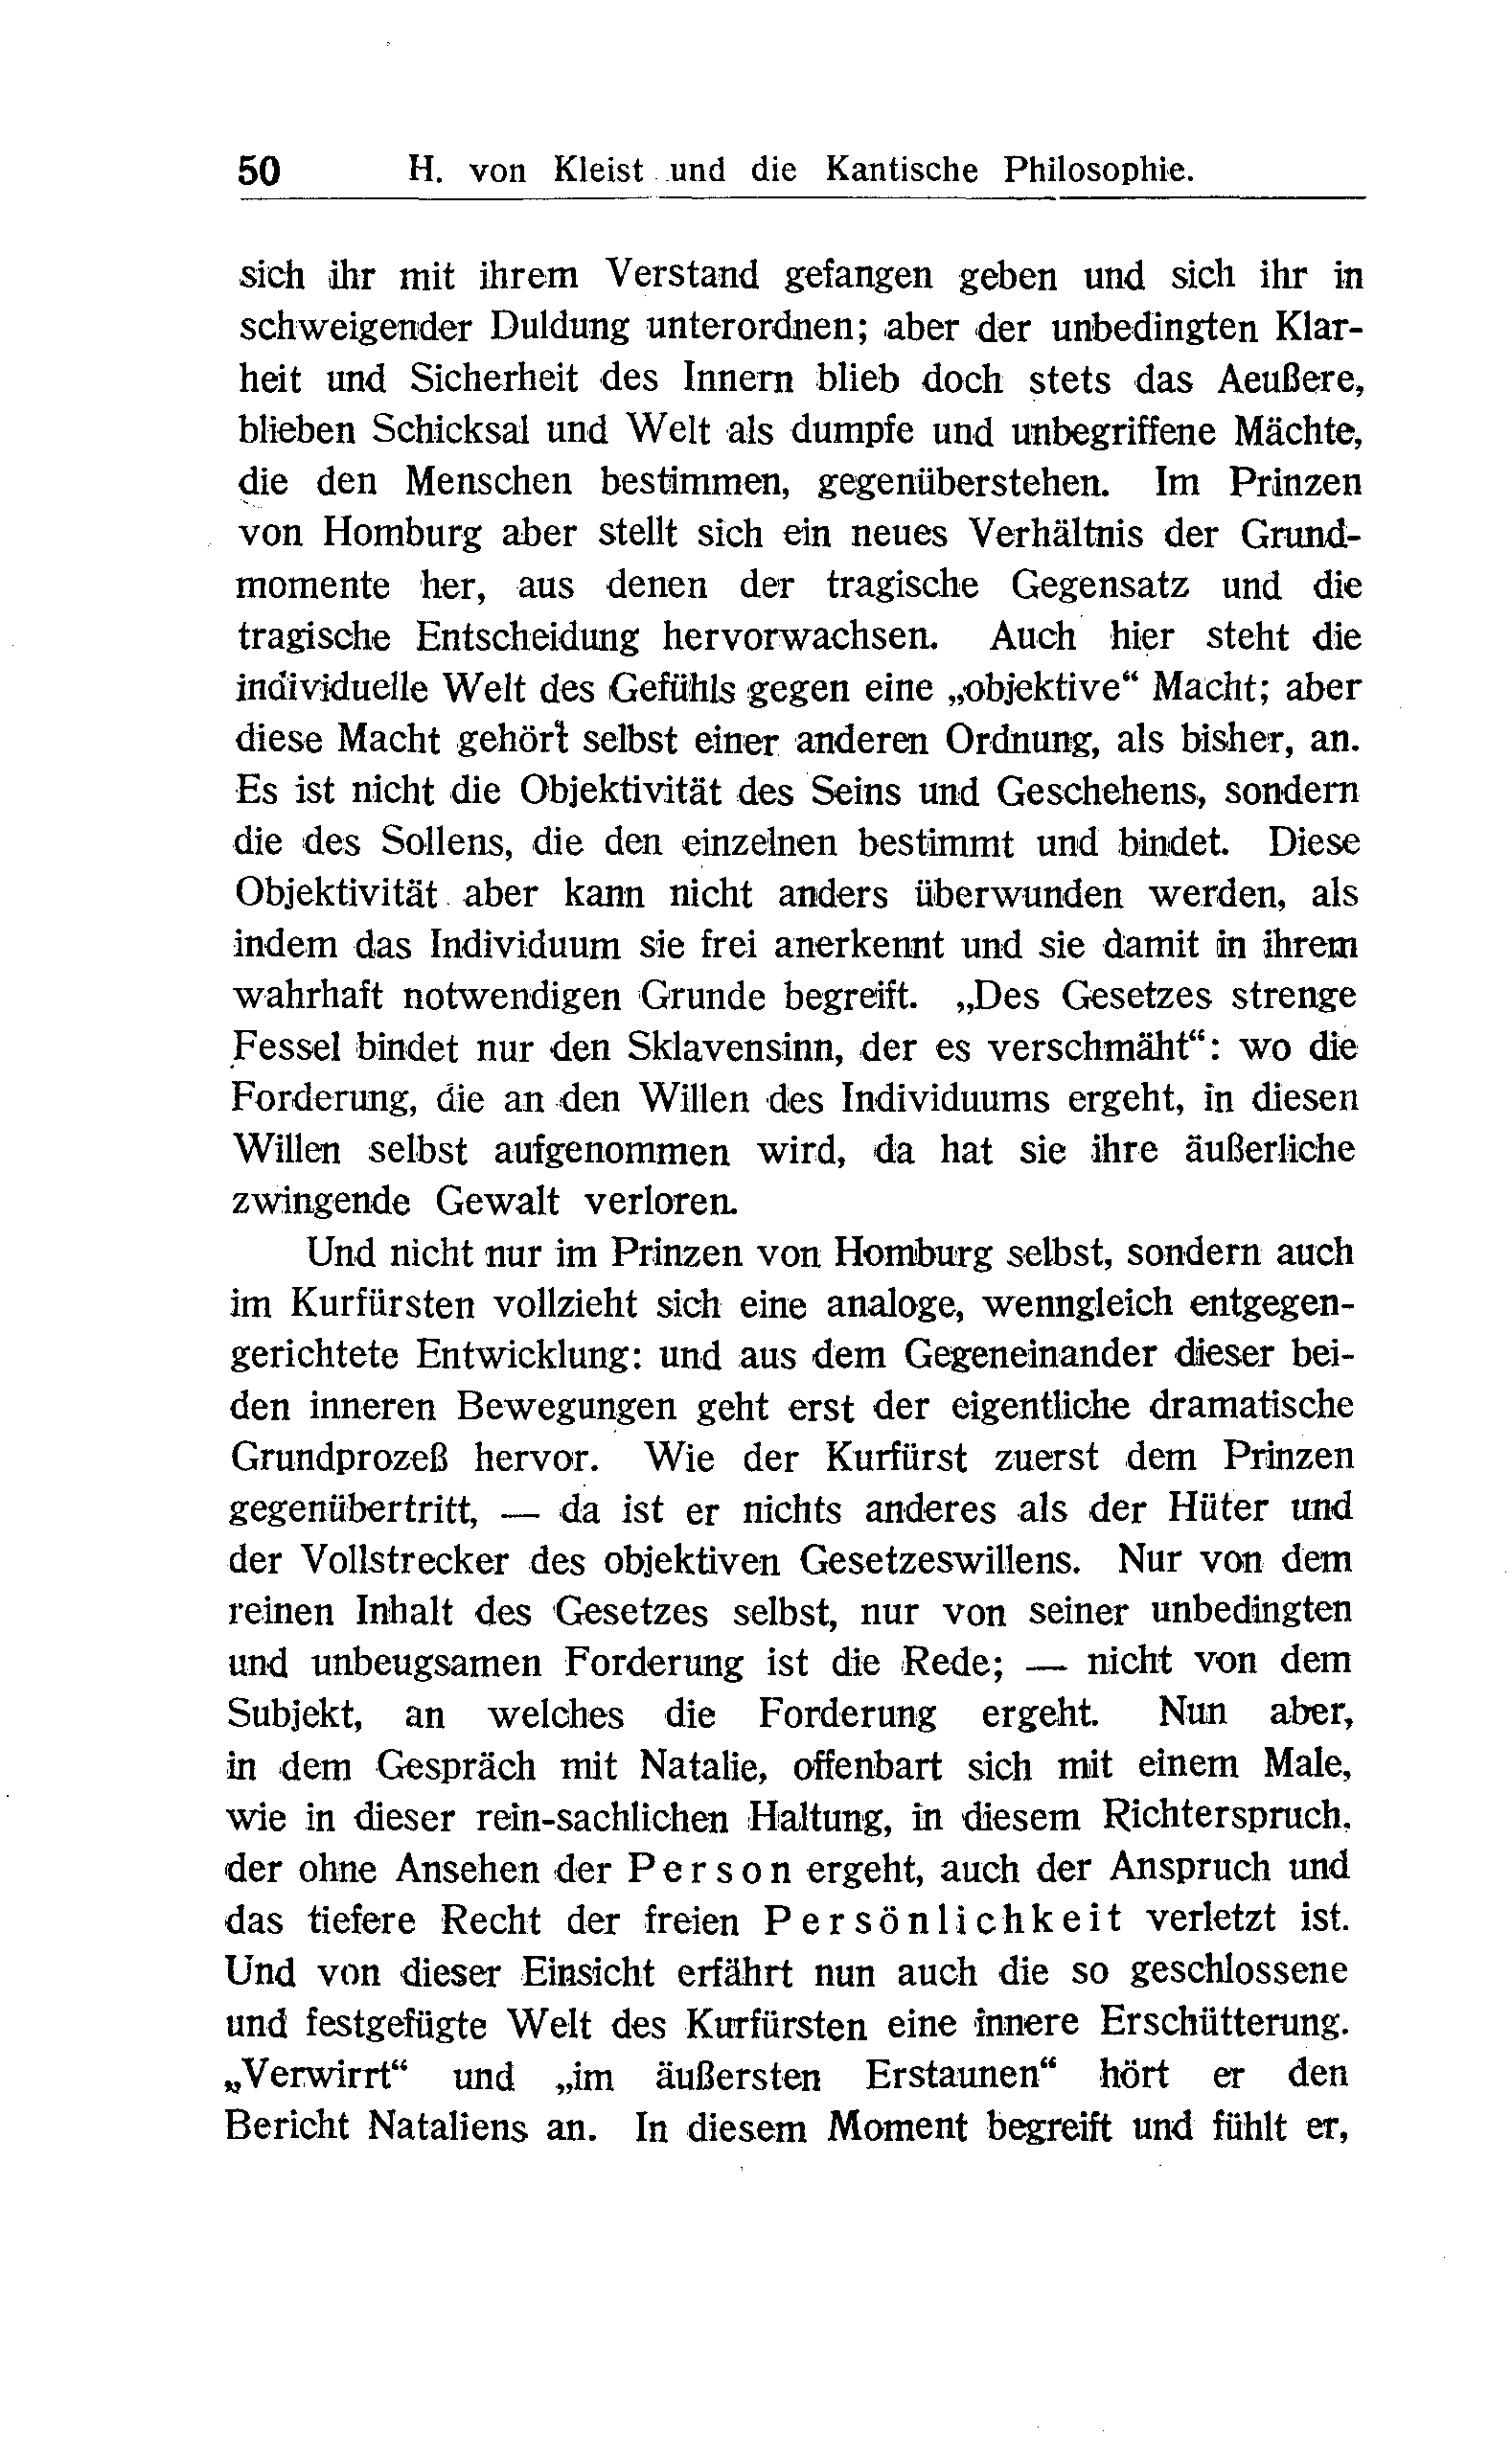 50 H. von Kleist und die Kantische Philosophie.
sich ihr mit ihrem Verstand gefangen geben und sich ihr in
schweigender Duldung unterordnen; aber der unbedingten Klar-
heit und Sicherheit des Innern blieb doch stets das Aeußere,
blieben Schicksal und Welt als dumpfe und unbegriffene Mächte,
die den Menschen bestimmen, gegenüberstehen. Im Prinzen
von Homburg aber stellt sich ein neues Verhältnis der Grund-
momente her, aus denen der tragische Gegensatz und die
tragische Entscheidung hervorwachsen. Auch hier steht die
individuelle Welt des Gefühls gegen eine „objektive“ Macht; aber
diese Macht gehört selbst einer anderen Ordnung, als bisher, an.
Es ist nicht die Objektivität des Seins und Geschehens, sondern
die des Sollens, die den einzelnen bestimmt und bindet. Diese
Objektivität aber kann nicht anders überwunden werden, als
indem das Individuum sie frei anerkennt und sie damit in ihrem
wahrhaft notwendigen Grunde begreift. „Des Gesetzes strenge
Fessel bindet nur den Sklavensinn, der es verschmäht“: wo die
Forderung, die an den Willen des Individuums ergeht, in diesen
Willen selbst aufgenommen wird, da hat sie ihre äußerliche
zwingende Gewalt verloren.
Und nicht nur im Prinzen von Homburg selbst, sondern auch
im Kurfürsten vollzieht sich eine analoge, wenngleich entgegen-
gerichtete Entwicklung: und aus dem Gegeneinander dieser bei-
den inneren Bewegungen geht erst der eigentliche dramatische
Grundprozeß hervor. Wie der Kurfürst zuerst dem Prinzen
gegenübertritt, — da ist er nichts anderes als der Hüter und
der Vollstrecker des objektiven Gesetzeswillens. Nur von dem
reinen Inhalt des Gesetzes selbst, nur von seiner unbedingten
und unbeugsamen Forderung ist die Rede; — nicht von dem
Subjekt, an welches die Forderung ergeht. Nun aber,
in dem Gespräch mit Natalie, offenbart sich mit einem Male,
wie in dieser rein-sachlichen Haltung, in diesem Richterspruch,
der ohne Ansehen der Person ergeht, auch der Anspruch und
das tiefere Recht der freien Persönlichkeit verletzt ist.
Und von dieser Einsicht erfährt nun auch die so geschlossene
und festgefügte Welt des Kurfürsten eine innere Erschütterung.
„Verwirrt“ und „im äußersten Erstaunen“ hört er den
Bericht Nataliens an. In diesem Moment begreift und fühlt er,